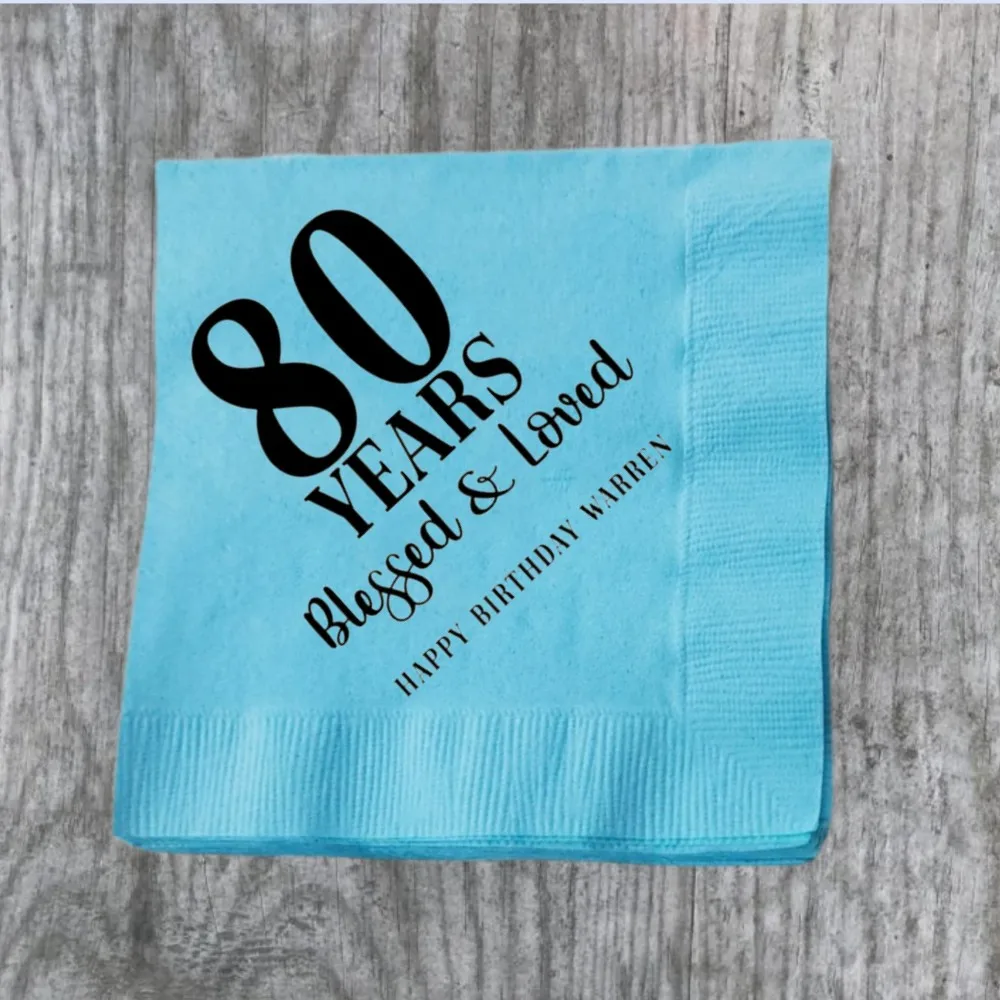 80
YEARS
Blessed & Loved
HAPPY BIRTHDAY WARREN